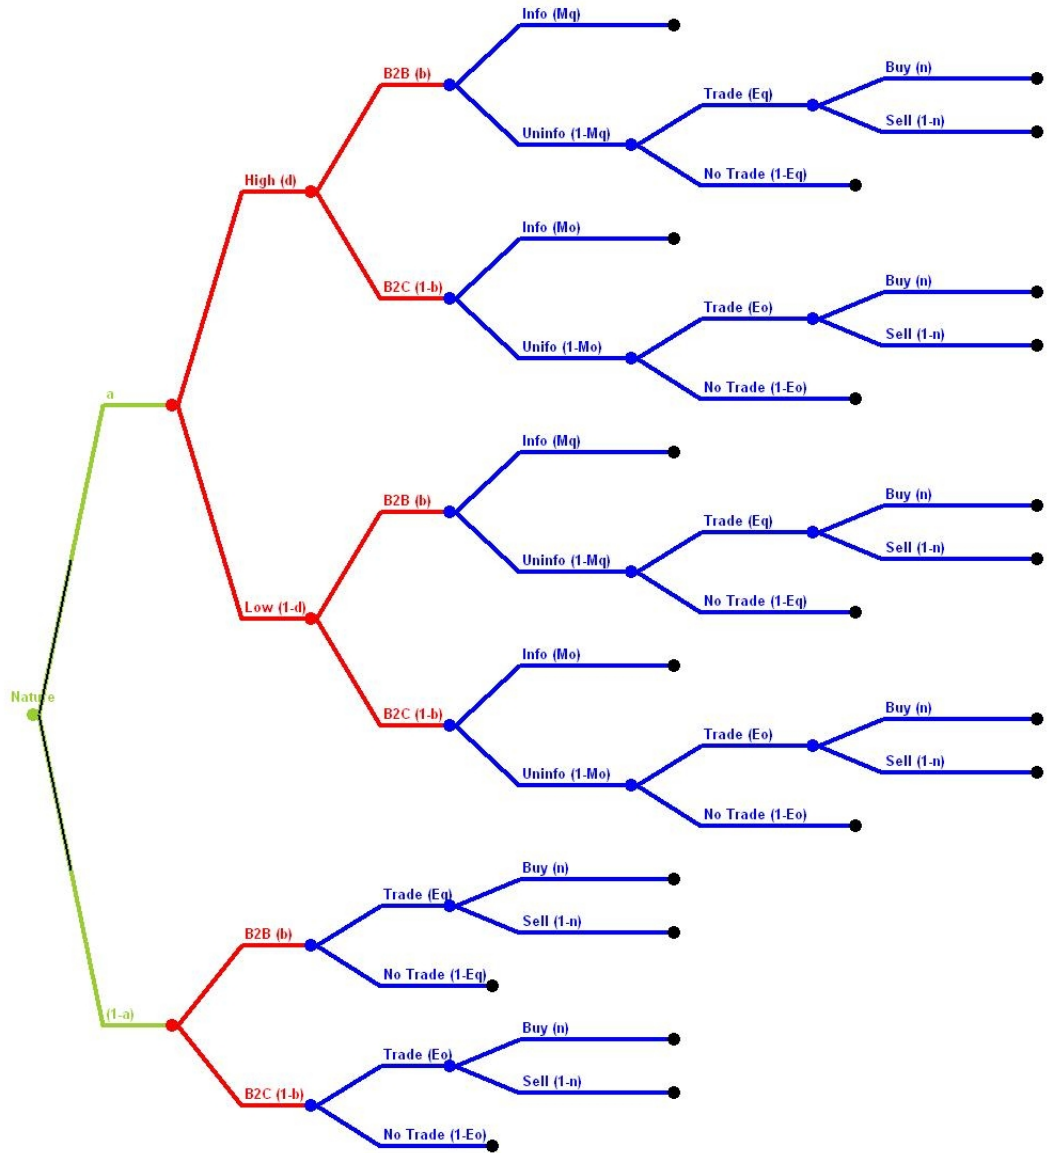 Info (Mq)
B2B (b)
Buy (n)
Trade (Eq)
Sell (1-n)
Uninfo (1-Mq)
No Trade (1-Eq)
High (d)
Info (Mo)
B2C (1-b)
Buy (n)
Trade (Eo)
Sell (1-n)
Unifo (1-Mo)
No Trade (1-Eo)
a
Info (Mq)
B2B (b)
Buy (n)
Trade (Eq)
Sell (1-n)
Uninfo (1-Mq)
No Trade (1-Eq)
Low (1-d)
Info (Mo)
Nature
B2C (1-b)
Buy (n)
Trade (Eo)
Sell (1-n)
Uninfo (1-Mo)
No Trade (1-Eo)
Buy (n)
Trade (Eq)
Sell (1-n)
B2B (b)
No Trade (1-Eq)
(1-a)
Buy (n)
Trade (Eo)
Sell (1-n)
B2C (1-b)
No Trade (1-Eo)